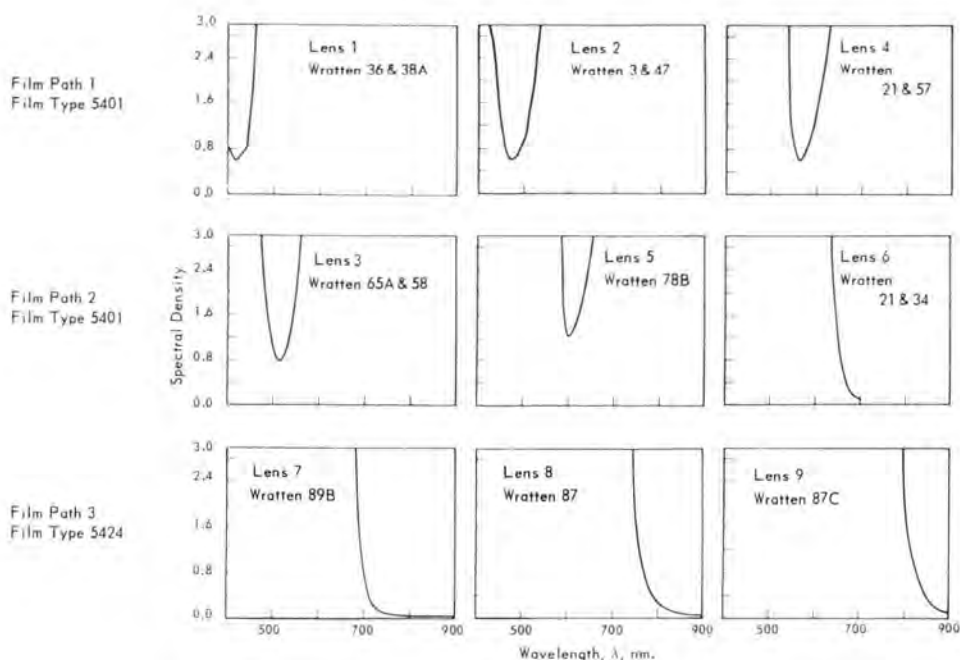 Film Path 1
Film Type 5401
3.0
2.4
1.6
0.8
0.0
Lens 1
Wratten 36 & 38A
Lens 2
Wratten 3 & 47
Lens 4
Wratten
21 & 57
Film Path 2
Film Type 5401
Spectral Density
3.0
2.4
1.6
0.8
0.0
Lens 3
Wratten 65A & 58
Lens 5
Wratten 78B
Lens 6
Wratten
21 & 34
Film Path 3
Film Type 5424
3.0
2.4
1.6
0.8
0.0
Lens 7
Wratten 89B
Lens 8
Wratten 87
Lens 9
Wratten 87C
500 700 900 500 700 900 500 700 900
Wavelength, λ, nm.